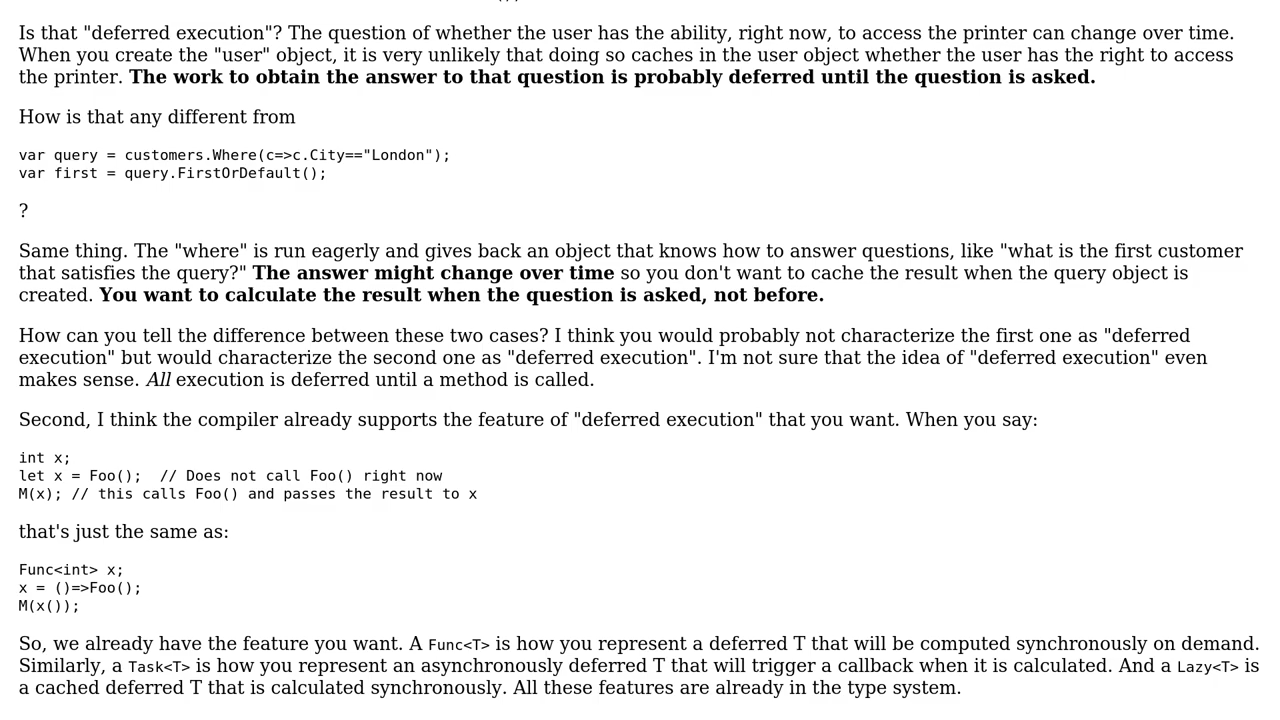 Is that "deferred execution"? The question of whether the user has the ability, right now, to access the printer can change over time.
When you create the "user" object, it is very unlikely that doing so caches in the user object whether the user has the right to access
the printer. The work to obtain the answer to that question is probably deferred until the question is asked.
How is that any different from
var query = customers.Where(c=>c.City=="London");
var first = query.FirstOrDefault();
?
Same thing. The "where" is run eagerly and gives back an object that knows how to answer questions, like "what is the first customer
that satisfies the query?" The answer might change over time so you don't want to cache the result when the query object is
created. You want to calculate the result when the question is asked, not before.
How can you tell the difference between these two cases? I think you would probably not characterize the first one as "deferred
execution" but would characterize the second one as "deferred execution". I'm not sure that the idea of "deferred execution" even
makes sense. All execution is deferred until a method is called.
Second, I think the compiler already supports the feature of "deferred execution" that you want. When you say:
int x;
let x = Foo();  // Does not call Foo() right now
M(x); // this calls Foo() and passes the result to x
that's just the same as:
Func<int> x;
x = ()=>Foo();
M(x());
So, we already have the feature you want. A Func<T> is how you represent a deferred T that will be computed synchronously on demand.
Similarly, a Task<T> is how you represent an asynchronously deferred T that will trigger a callback when it is calculated. And a Lazy<T> is
a cached deferred T that is calculated synchronously. All these features are already in the type system.